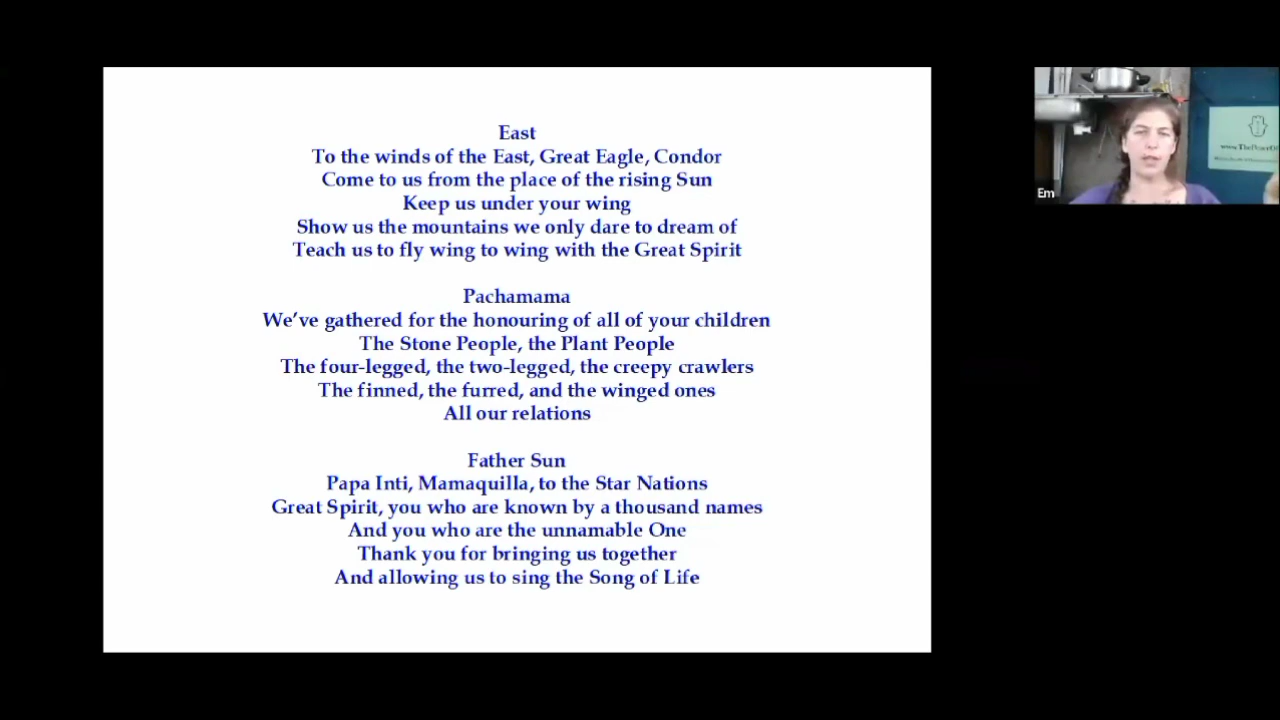 East
To the winds of the East, Great Eagle, Condor
Come to us from the place of the rising Sun
Keep us under your wing
Show us the mountains we only dare to dream of
Teach us to fly wing to wing with the Great Spirit
Pachamama
We’ve gathered for the honouring of all of your children
The Stone People, the Plant People
The four-legged, the two-legged, the creepy crawlers
The finned, the furred, and the winged ones
All our relations
Father Sun
Papa Inti, Mamaquilla, to the Star Nations
Great Spirit, you who are known by a thousand names
And you who are the unnamable One
Thank you for bringing us together
And allowing us to sing the Song of Life
Em